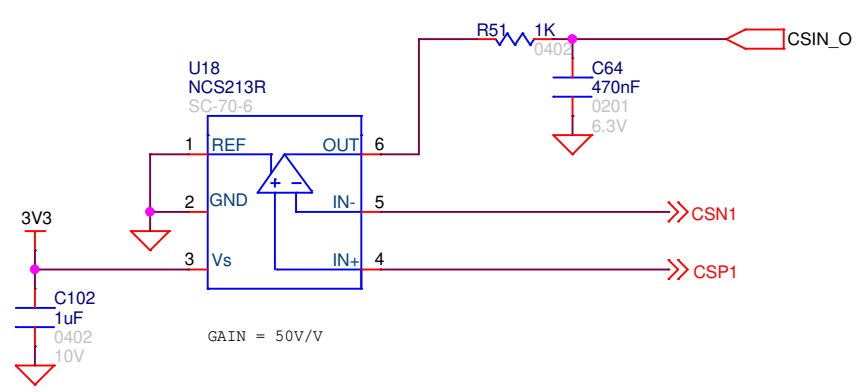 R51 1K
0402
CSIN_O
C64
470nF
0201
6.3V
U18
NCS213R
SC-70-6
1 REF OUT 6
2 GND IN- 5
3 Vs IN+ 4
+ −
CSN1
CSP1
3V3
C102
1uF
0402
10V
GAIN = 50V/V